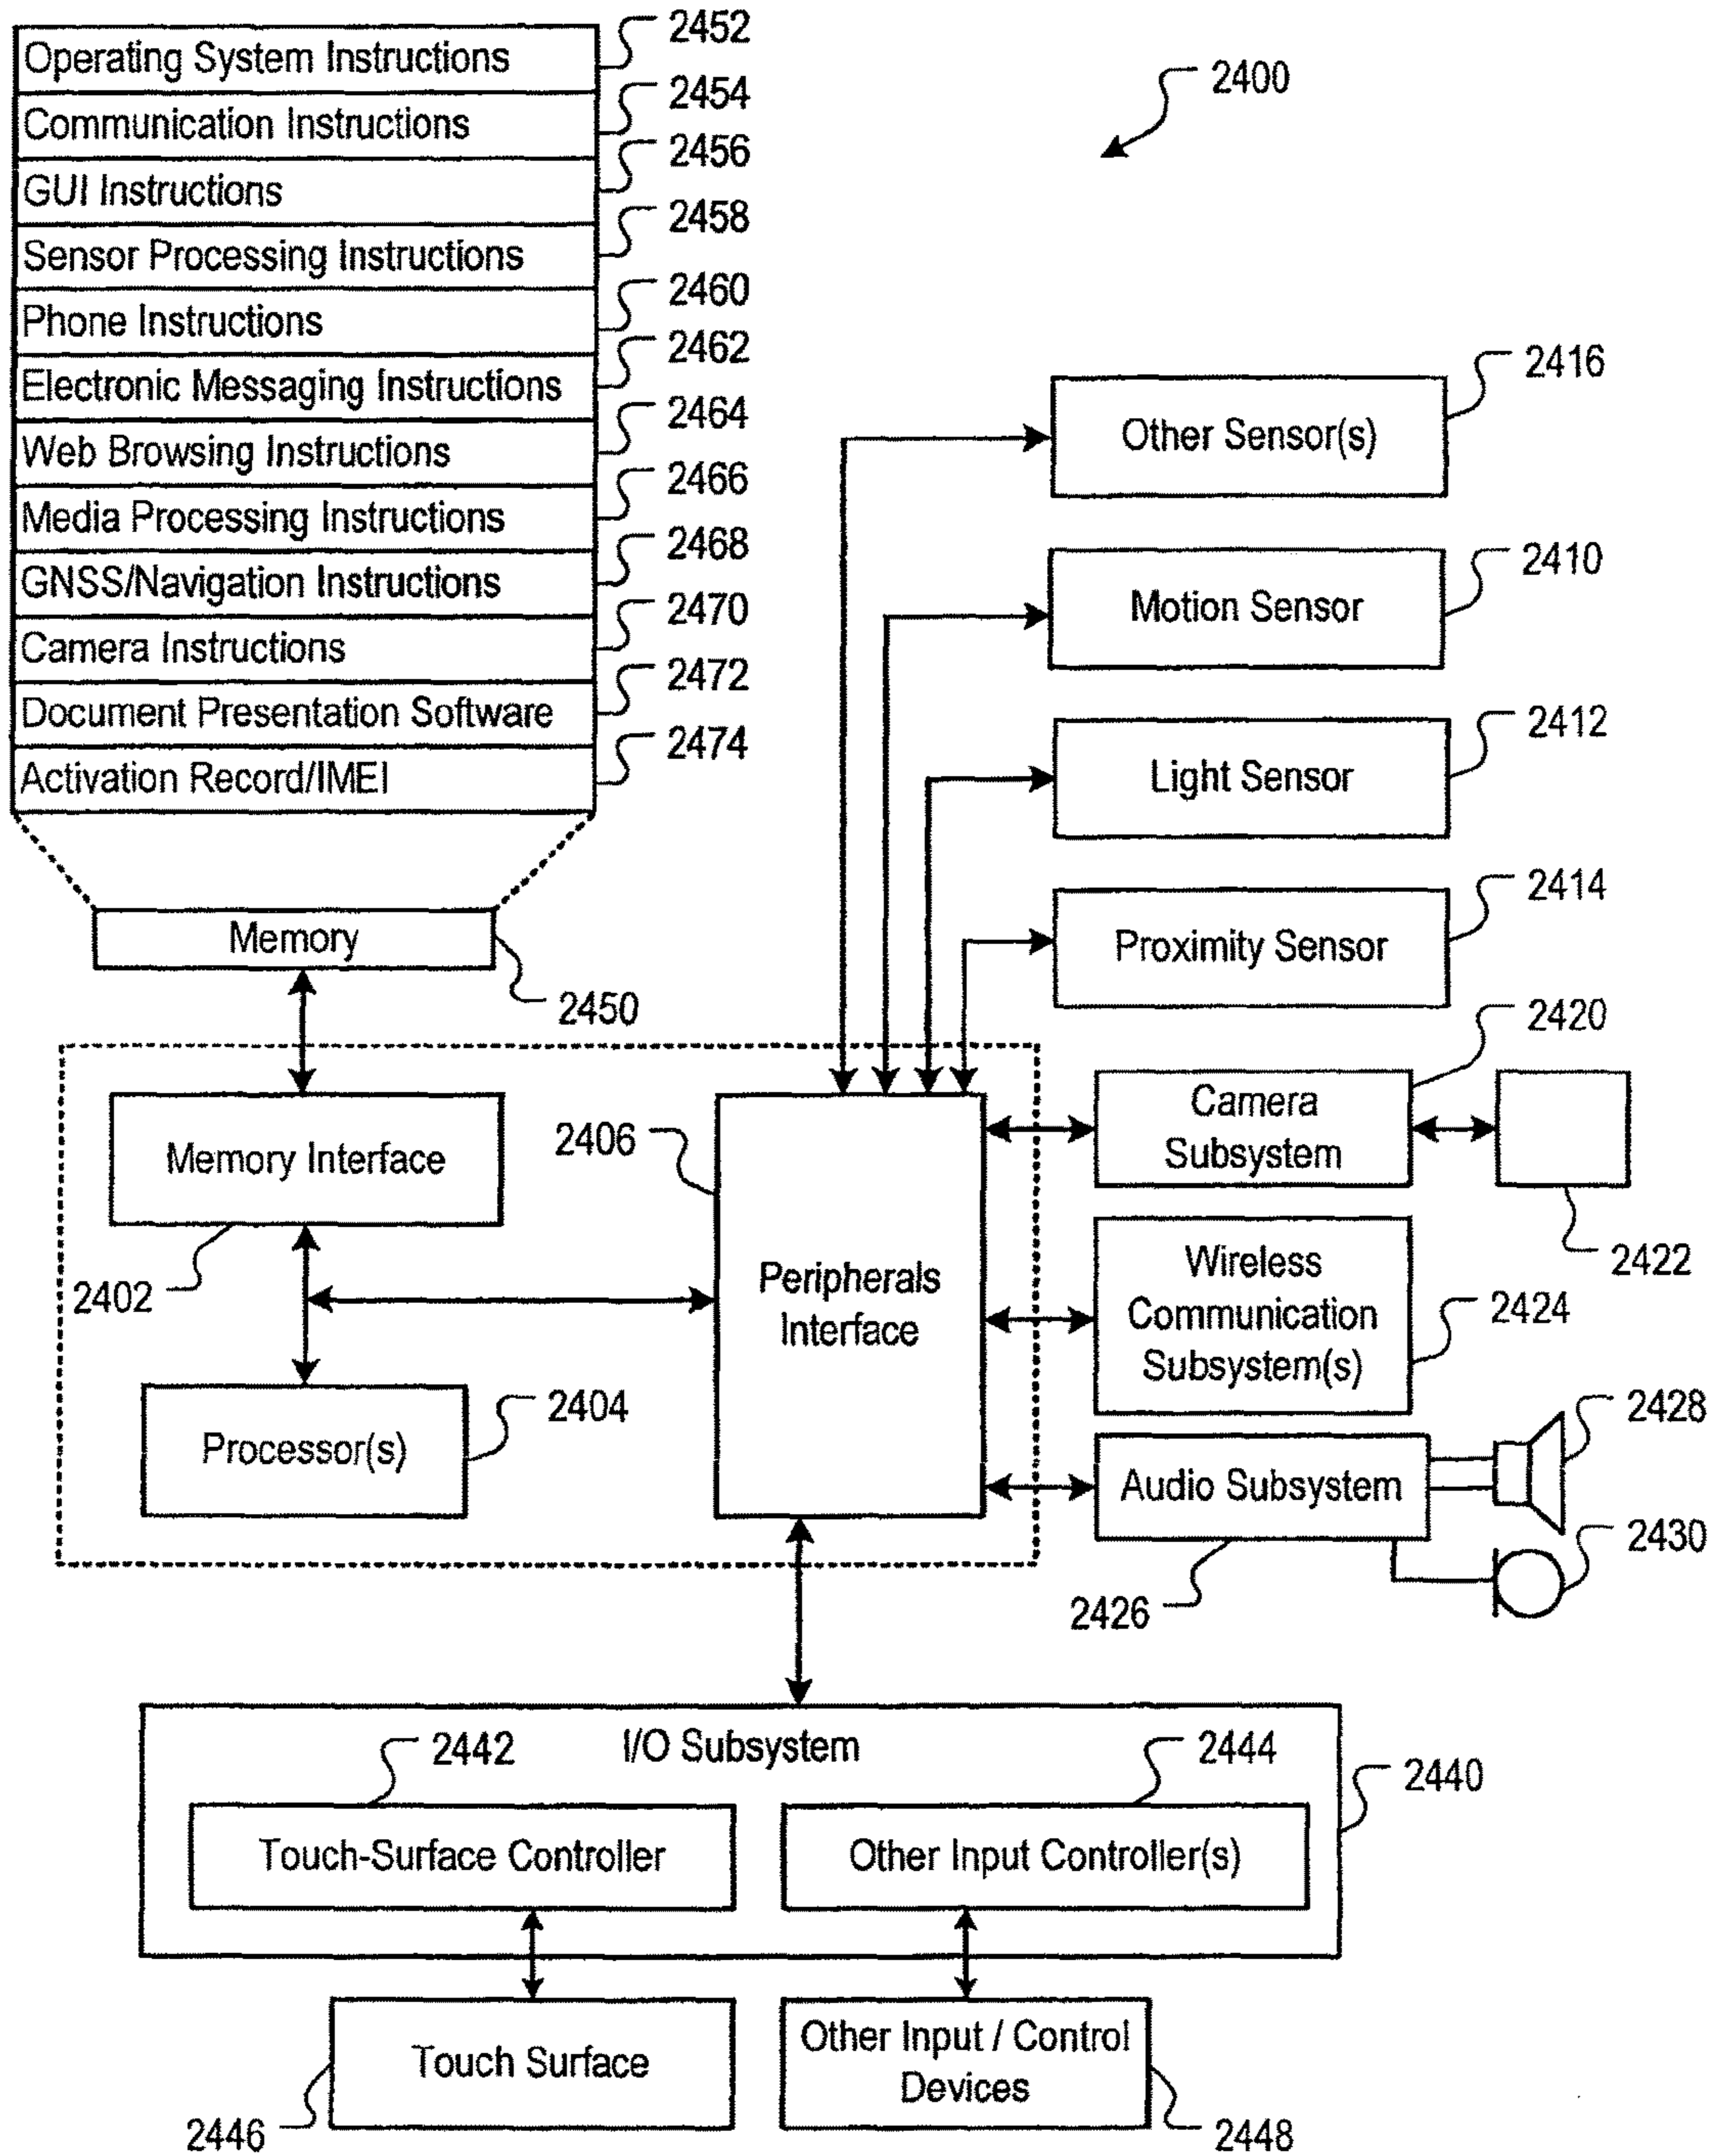 2452
Operating System Instructions
2454
Communication Instructions
2456
GUI Instructions
2458
Sensor Processing Instructions
2460
Phone Instructions
2462
Electronic Messaging Instructions
2464
Web Browsing Instructions
2466
Media Processing Instructions
2468
GNSS/Navigation Instructions
2470
Camera Instructions
2472
Document Presentation Software
2474
Activation Record/IMEI
2400
2416
Other Sensor(s)
2410
Motion Sensor
2412
Light Sensor
2414
Proximity Sensor
Memory
2450
2420
Camera
Subsystem
2422
Memory Interface
2402
2406
Peripherals
Interface
Wireless
Communication
Subsystem(s)
2424
2404
Processor(s)
2428
Audio Subsystem
2430
2426
I/O Subsystem
2442
2444
2440
Touch-Surface Controller
Other Input Controller(s)
Touch Surface
2446
Other Input / Control
Devices
2448